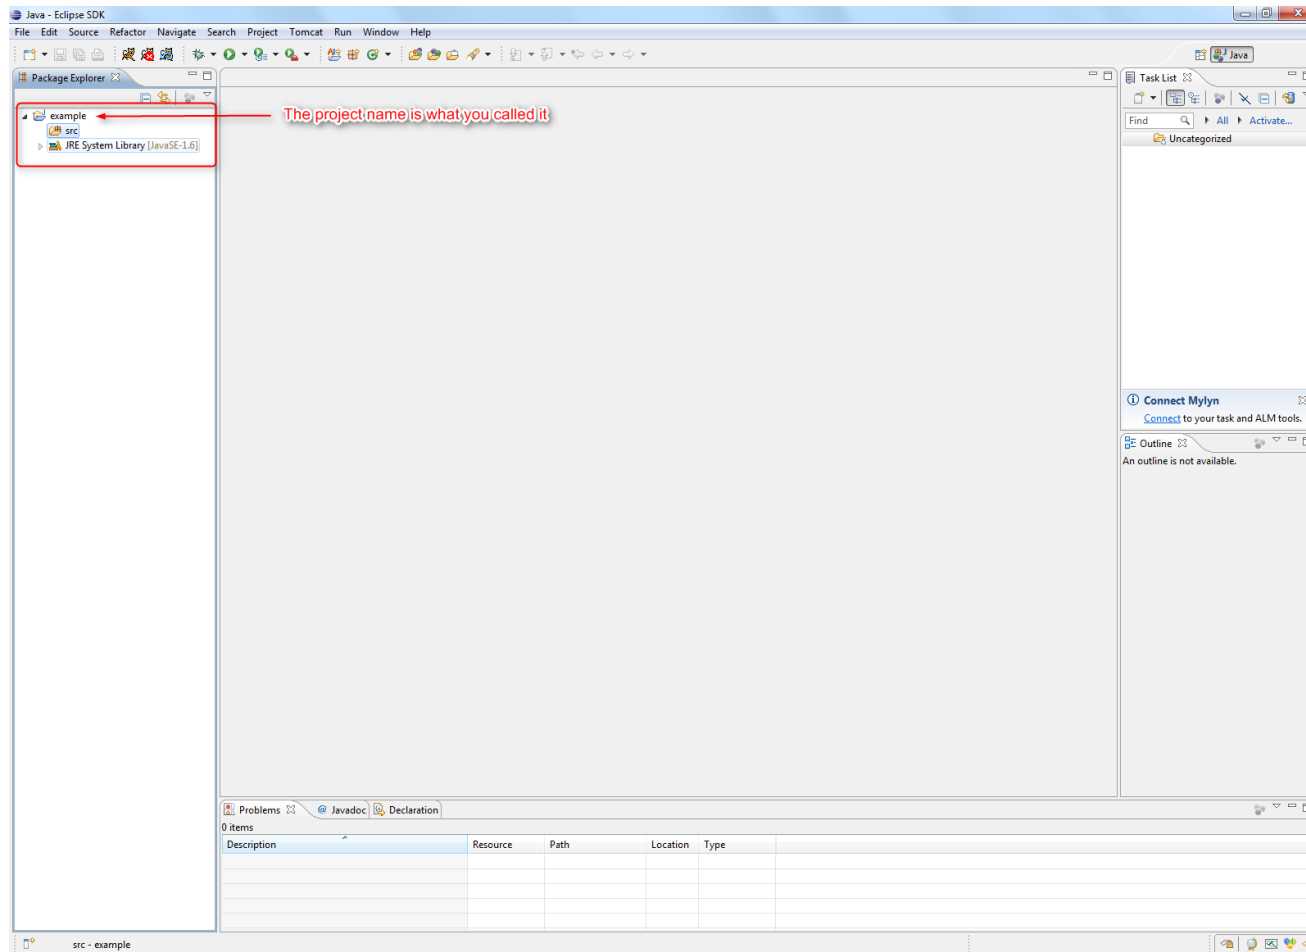 Java - Eclipse SDK
File Edit Source Refactor Navigate Search Project Tomcat Run Window Help
Java
Package Explorer
example
src
JRE System Library [JavaSE-1.6]
The project name is what you called it
Task List
Find All Activate...
Uncategorized
Connect Mylyn
Connect to your task and ALM tools.
Outline
An outline is not available.
Problems @ Javadoc Declaration
0 items
Description Resource Path Location Type
src - example